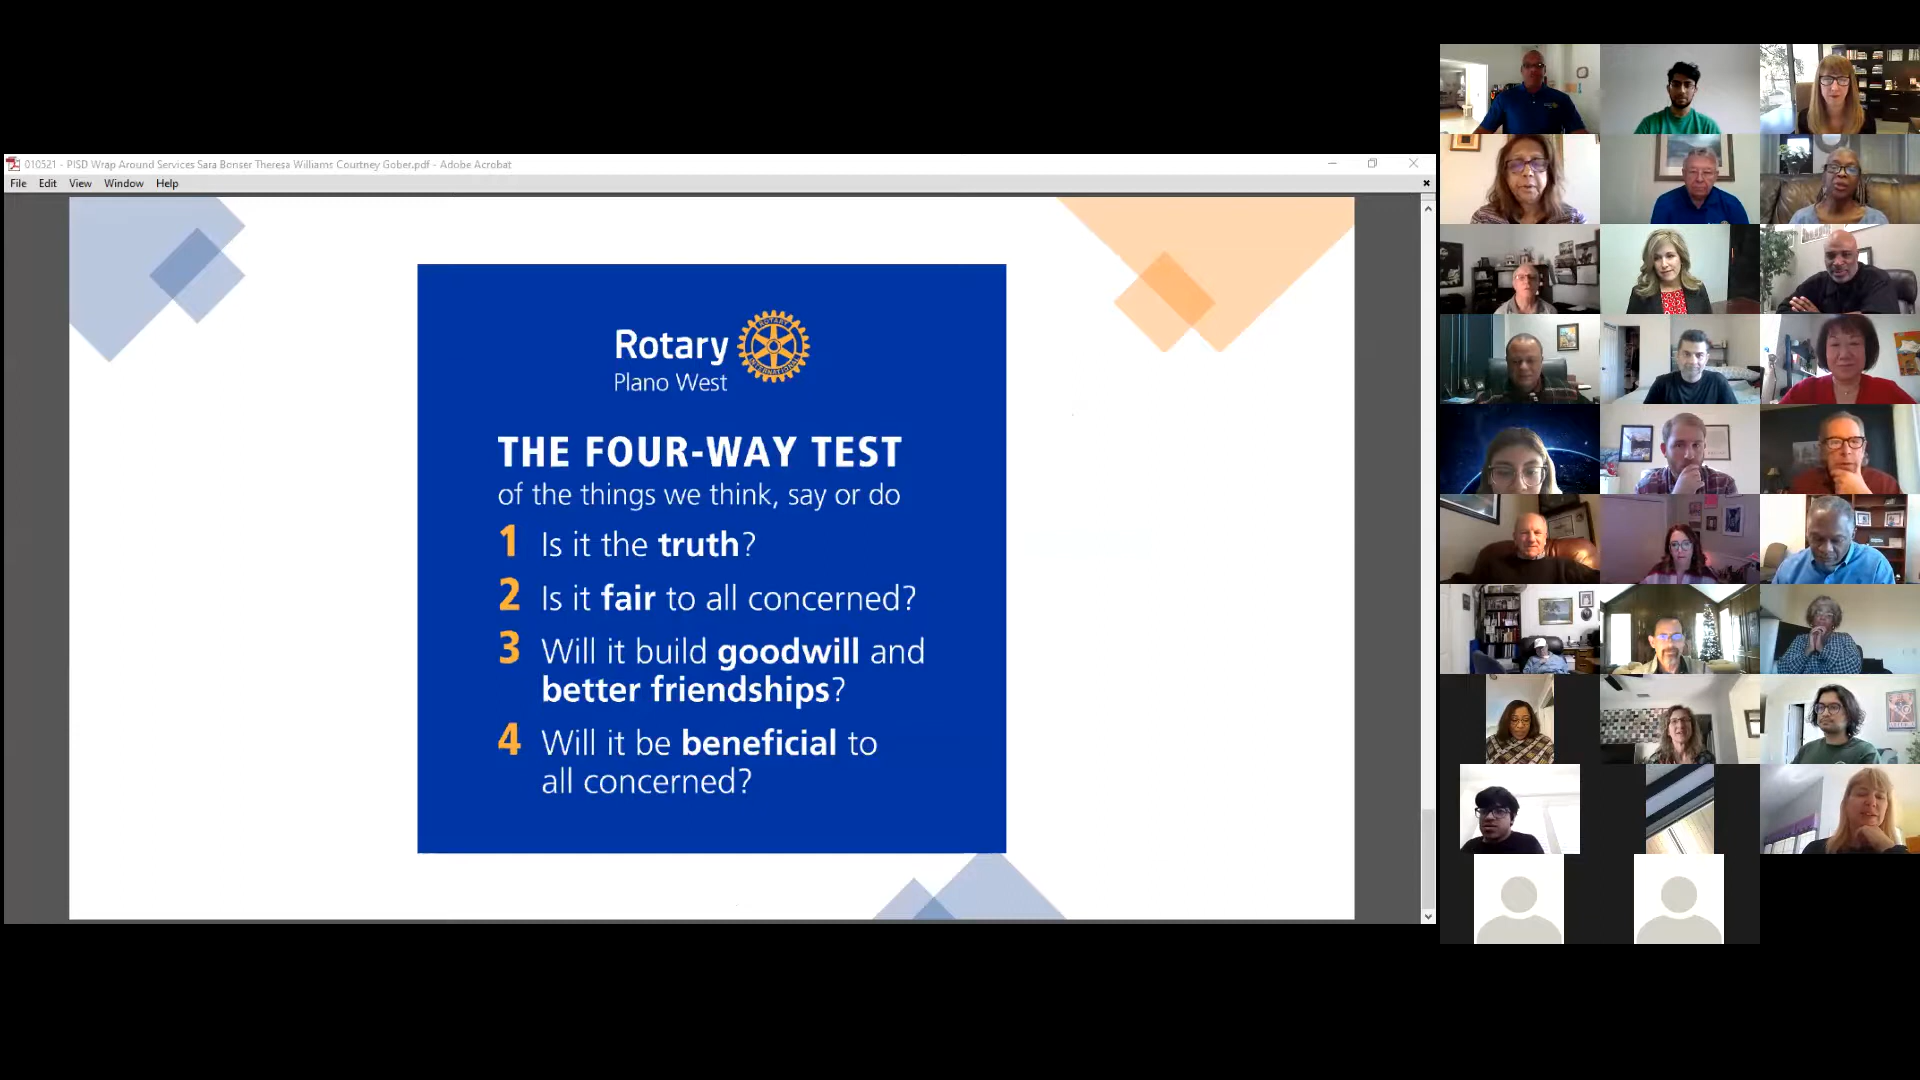 010521 - PISD Wrap Around Services Sara Bonser Theresa Williams Courtney Gober.pdf - Adobe Acrobat
File Edit View Window Help
Rotary
Plano West
ROTARY
INTERNATIONAL
THE FOUR-WAY TEST
of the things we think, say or do
1 Is it the truth?
2 Is it fair to all concerned?
3 Will it build goodwill and
better friendships?
4 Will it be beneficial to
all concerned?